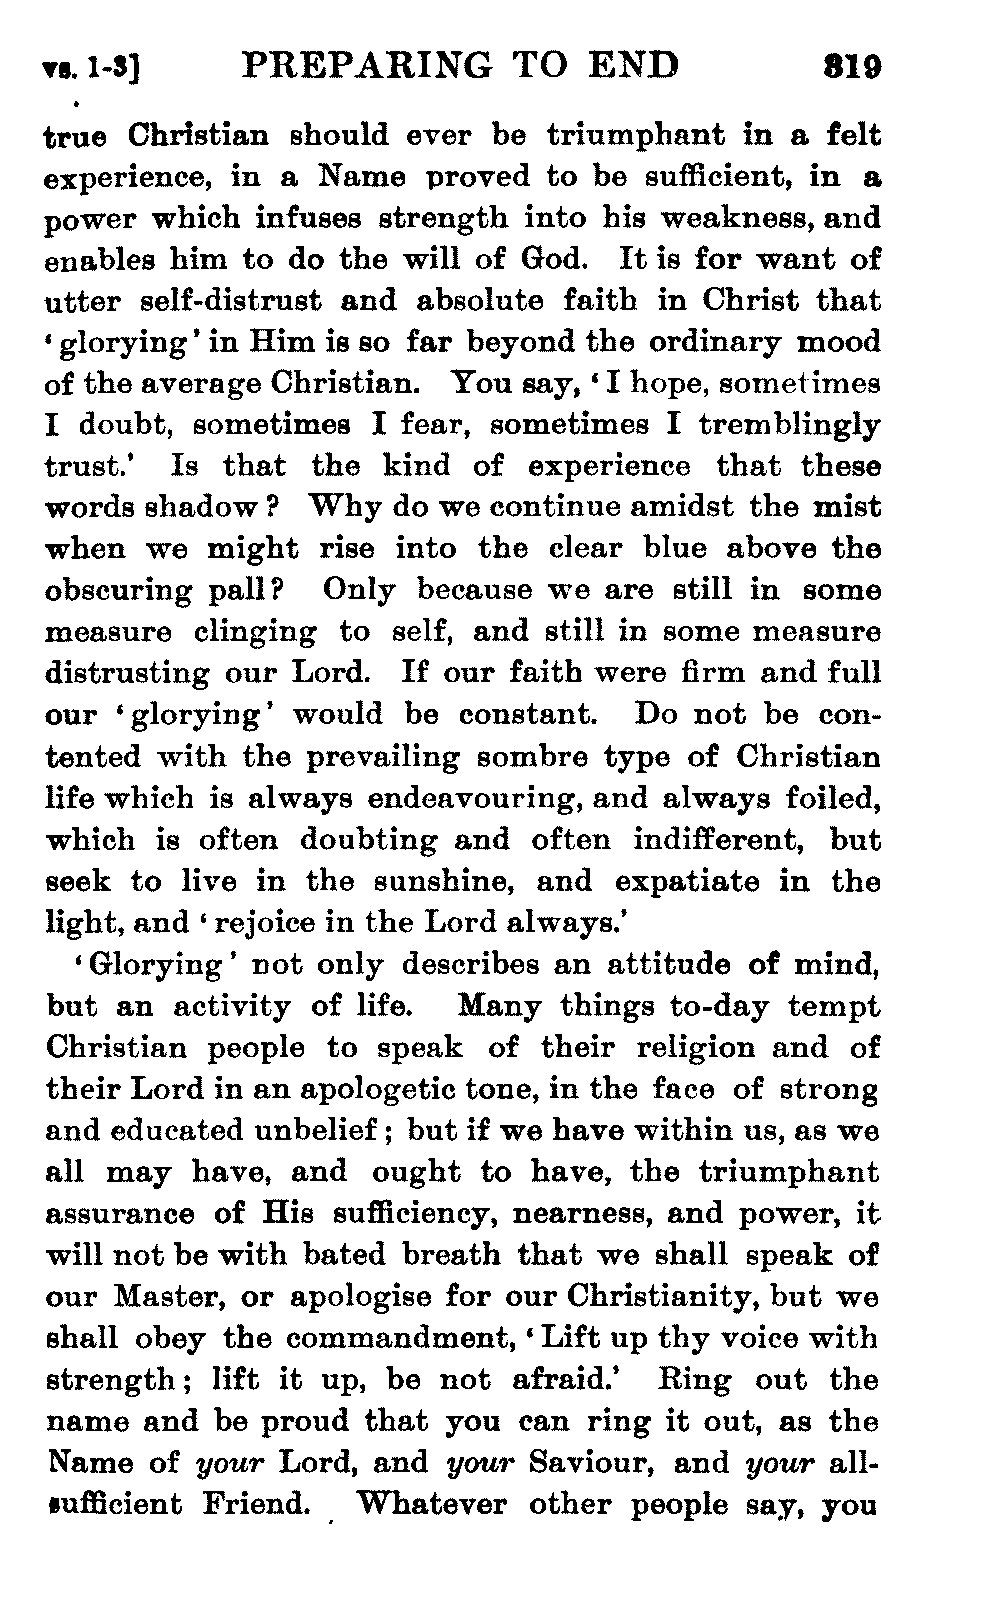 vs. 1-3] PREPARING TO END 319
true Christian should ever be triumphant in a felt
experience, in a Name proved to be sufficient, in a
power which infuses strength into his weakness, and
enables him to do the will of God. It is for want of
utter self-distrust and absolute faith in Christ that
‘glorying’ in Him is so far beyond the ordinary mood
of the average Christian. You say, ‘I hope, sometimes
I doubt, sometimes I fear, sometimes I tremblingly
trust.’ Is that the kind of experience that these
words shadow? Why do we continue amidst the mist
when we might rise into the clear blue above the
obscuring pall? Only because we are still in some
measure clinging to self, and still in some measure
distrusting our Lord. If our faith were firm and full
our ‘glorying’ would be constant. Do not be con-
tented with the prevailing sombre type of Christian
life which is always endeavouring, and always foiled,
which is often doubting and often indifferent, but
seek to live in the sunshine, and expatiate in the
light, and ‘rejoice in the Lord always.’
‘Glorying’ not only describes an attitude of mind,
but an activity of life. Many things to-day tempt
Christian people to speak of their religion and of
their Lord in an apologetic tone, in the face of strong
and educated unbelief; but if we have within us, as we
all may have, and ought to have, the triumphant
assurance of His sufficiency, nearness, and power, it
will not be with bated breath that we shall speak of
our Master, or apologise for our Christianity, but we
shall obey the commandment, ‘Lift up thy voice with
strength; lift it up, be not afraid.’ Ring out the
name and be proud that you can ring it out, as the
Name of your Lord, and your Saviour, and your all-
sufficient Friend. Whatever other people say, you